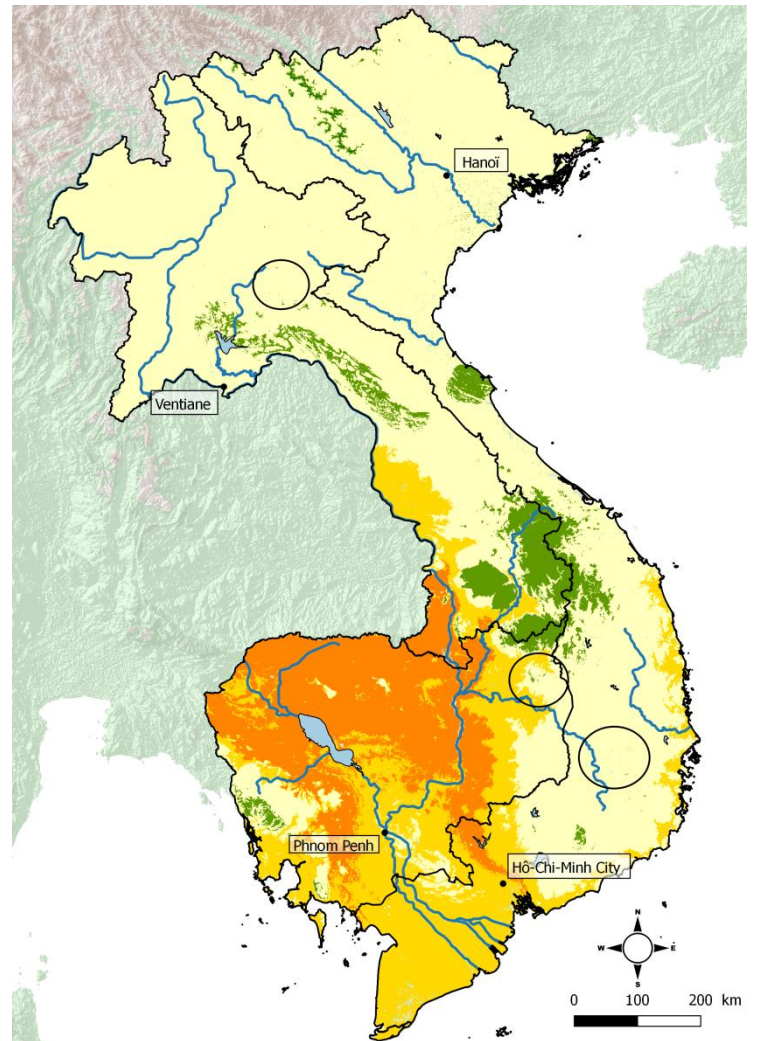 Hanoï
Ventiane
Phnom Penh
Hô-Chi-Minh City
N
W E
S
0 100 200 km